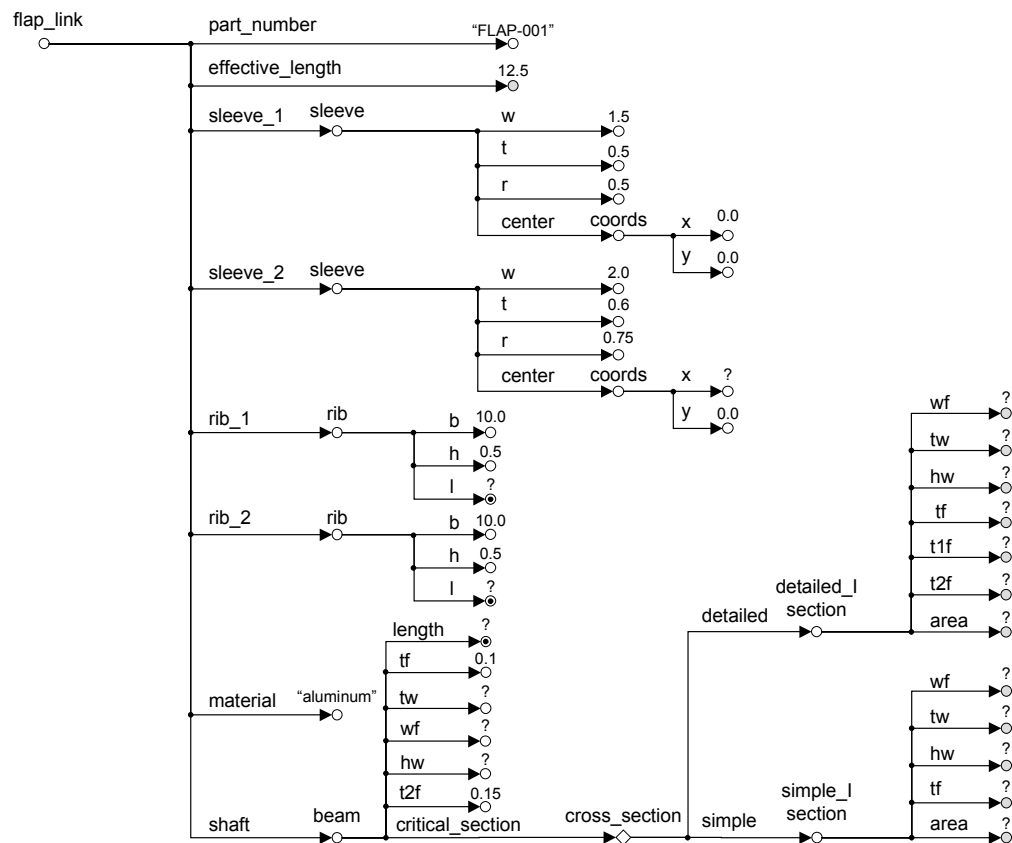 flap_link
part_number
“FLAP-001”
effective_length
12.5
sleeve_1
sleeve
w
1.5
t
0.5
r
0.5
center
coords
x
0.0
y
0.0
sleeve_2
sleeve
w
2.0
t
0.6
r
0.75
center
coords
x
?
y
0.0
rib_1
rib
b
10.0
h
0.5
l
?
rib_2
rib
b
10.0
h
0.5
l
?
material
“aluminum”
shaft
beam
length
?
tf
0.1
tw
?
wf
?
hw
?
t2f
0.15
critical_section
cross_section
detailed
detailed_I
section
wf
?
tw
?
hw
?
tf
?
t1f
?
t2f
?
area
?
simple
simple_I
section
wf
?
tw
?
hw
?
tf
?
area
?